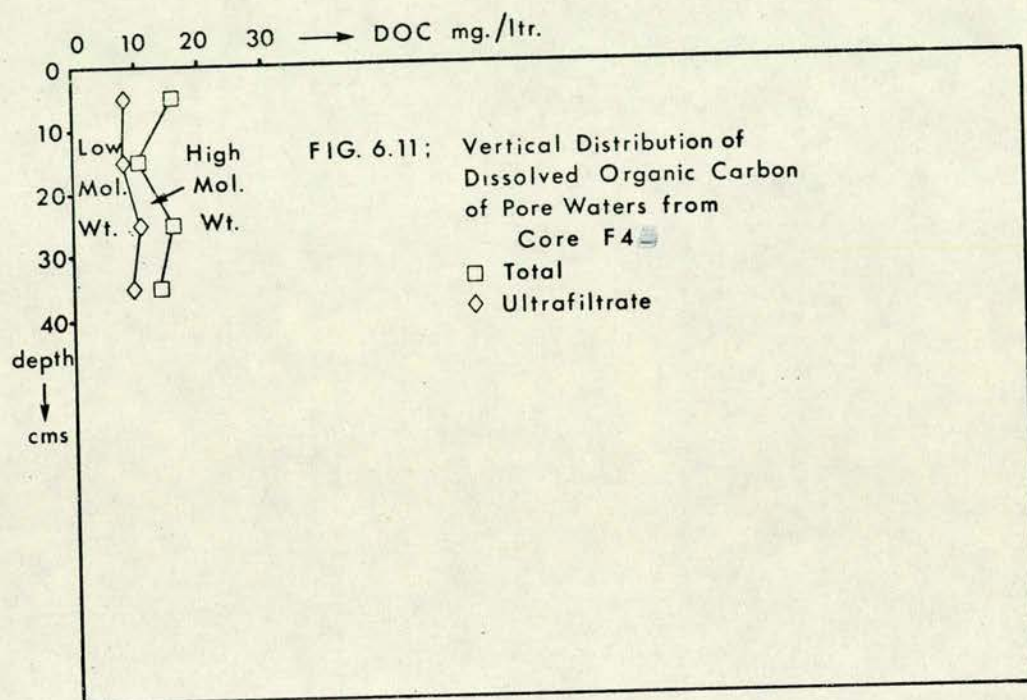 0 10 20 30 ⟶ DOC mg./ltr.
0
10
20
30
40
depth
↓
cms
Low
Mol.
Wt.
High
Mol.
Wt.
FIG. 6.11; Vertical Distribution of
Dissolved Organic Carbon
of Pore Waters from
Core F4
□ Total
◇ Ultrafiltrate